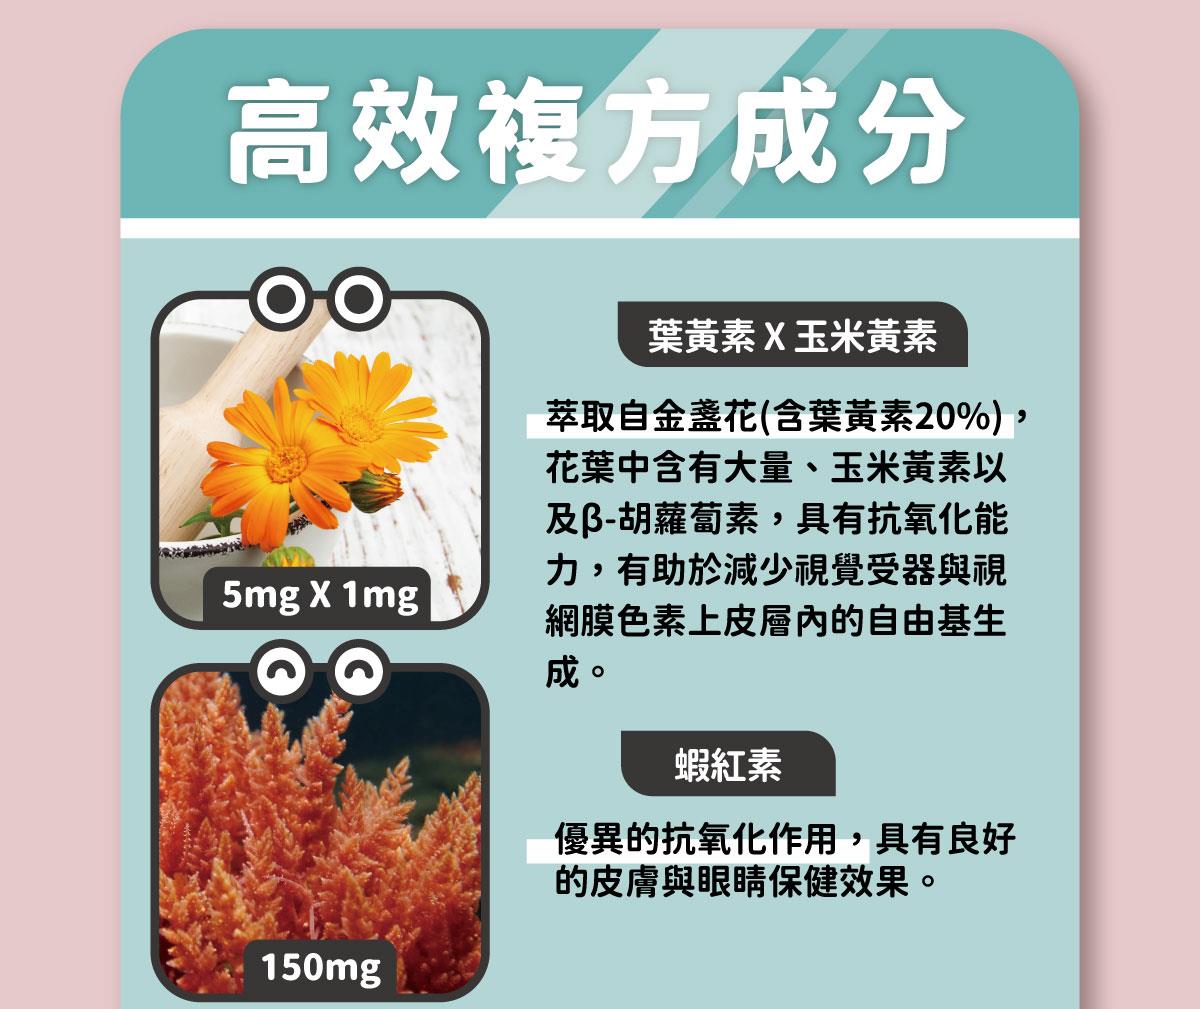 高效複方成分
葉黃素 X 玉米黃素
萃取自金盞花(含葉黃素20%)，
花葉中含有大量、玉米黃素以
及β-胡蘿蔔素，具有抗氧化能
力，有助於減少視覺受器與視
網膜色素上皮層內的自由基生
成。
5mg X 1mg
蝦紅素
優異的抗氧化作用，具有良好
的皮膚與眼睛保健效果。
150mg